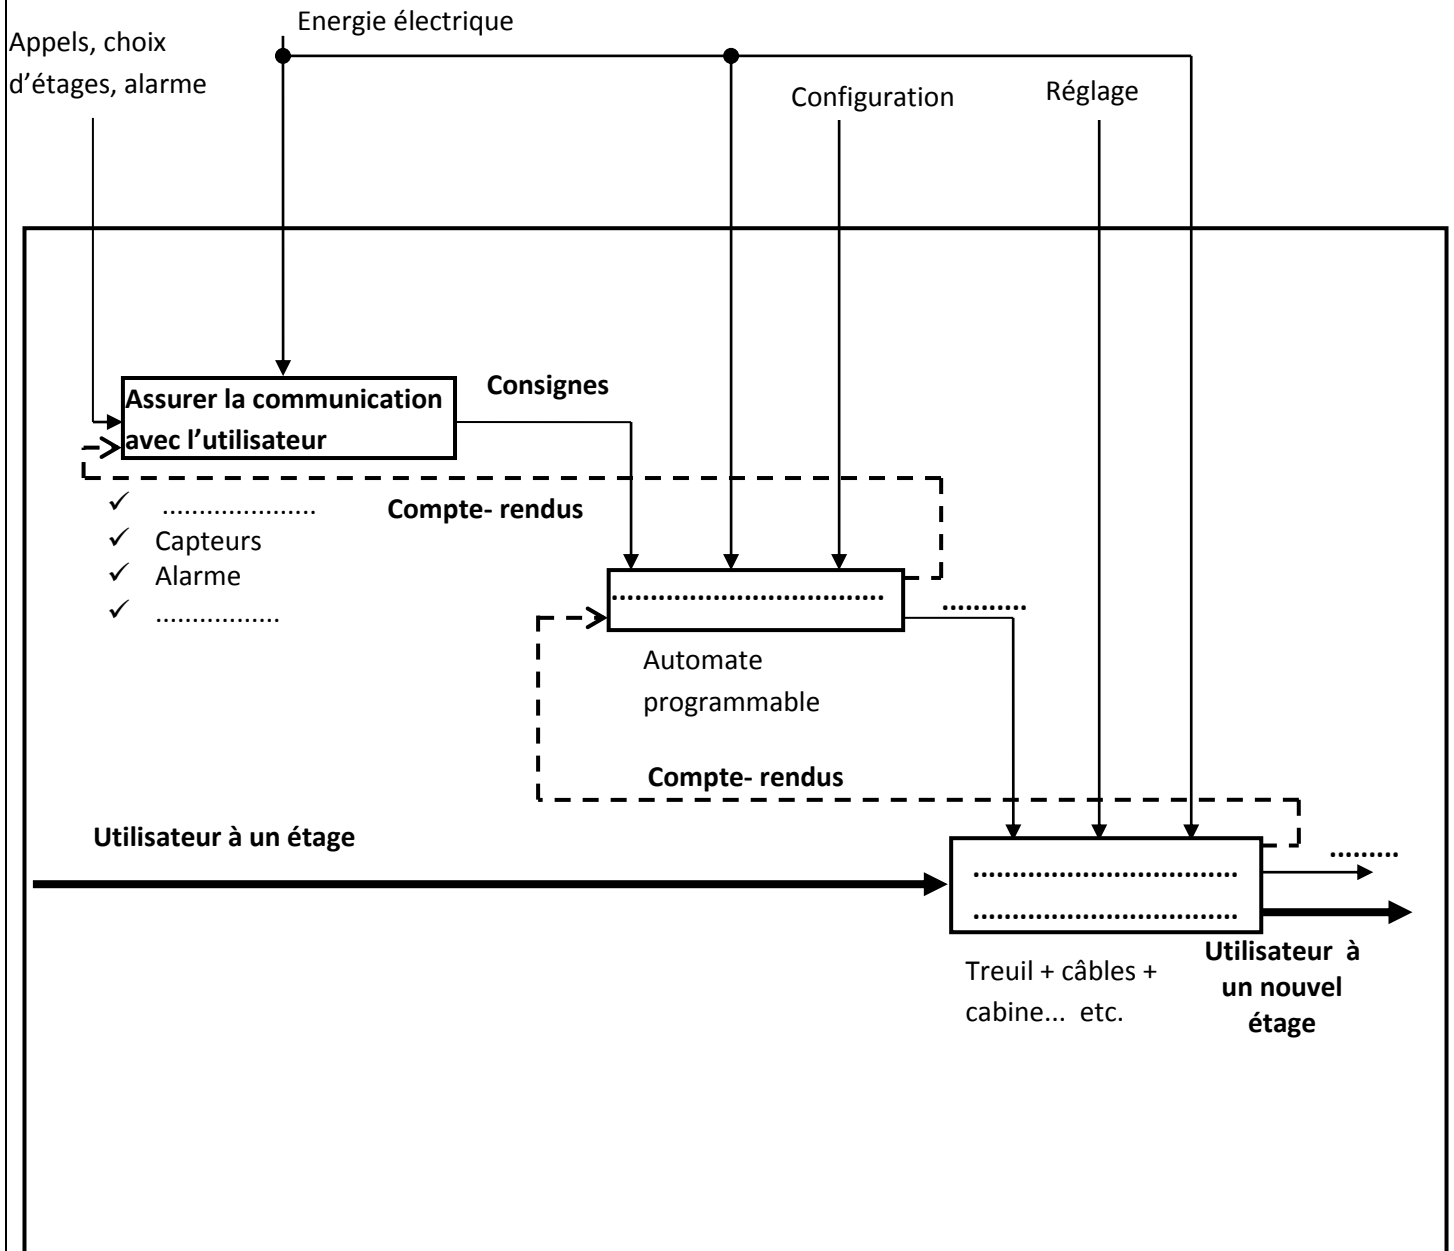 Energie électrique
Appels, choix
d’étages, alarme
Configuration
Réglage
Assurer la communication
avec l’utilisateur
Consignes
✓ ......................
✓ Capteurs
✓ Alarme
✓ .................
Compte- rendus
...................................
...........
Automate
programmable
Compte- rendus
Utilisateur à un étage
..................................
..................................
.........
Treuil + câbles +
cabine... etc.
Utilisateur à
un nouvel
étage